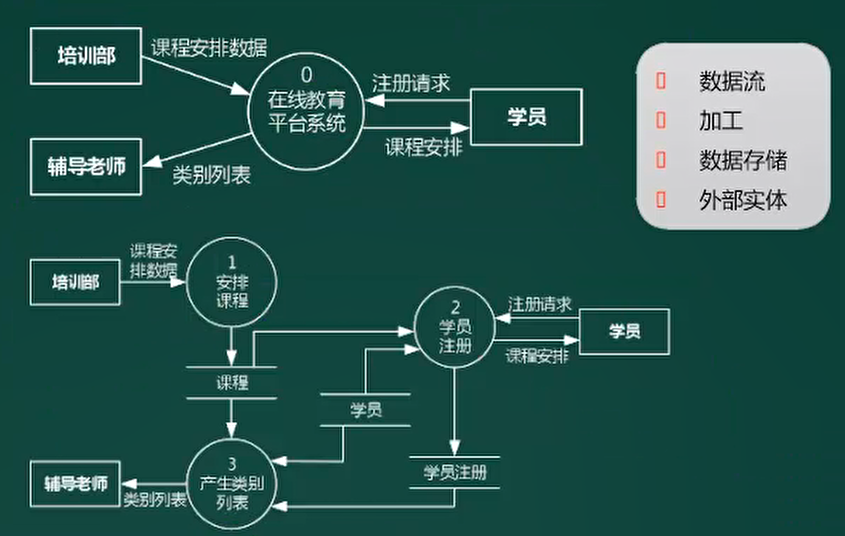 培训部
课程安排数据
0
在线教育
平台系统
注册请求
学员
课程安排
辅导老师
类别列表
数据流
加工
数据存储
外部实体
培训部
课程安
排数据
1
安排
课程
2
学员
注册
注册请求
学员
课程安排
课程
学员
辅导老师
类别列表
3
产生类别
列表
学员注册